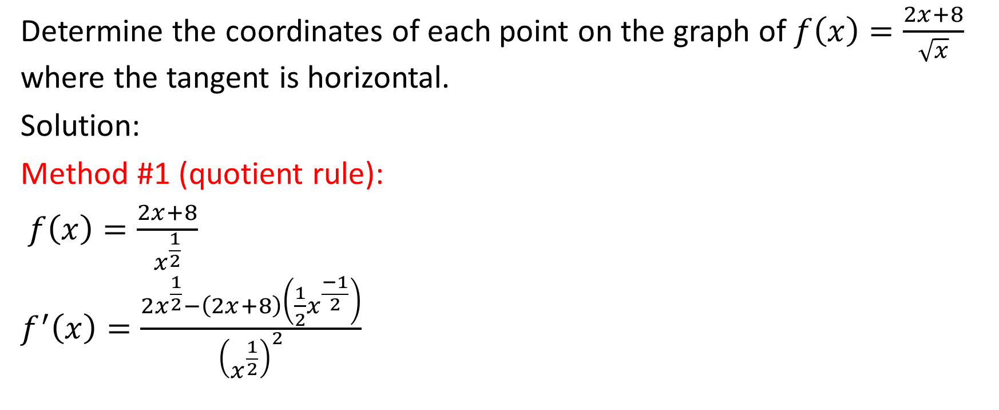 Determine the coordinates of each point on the graph of $f(x) = \frac{2x+8}{\sqrt{x}}$
where the tangent is horizontal.
Solution:
Method #1 (quotient rule):
$f(x) = \frac{2x+8}{x^{\frac{1}{2}}}$
$f'(x) = \frac{2x^{\frac{1}{2}}-(2x+8)\left(\frac{1}{2}x^{\frac{-1}{2}}\right)}{\left(x^{\frac{1}{2}}\right)^2}$